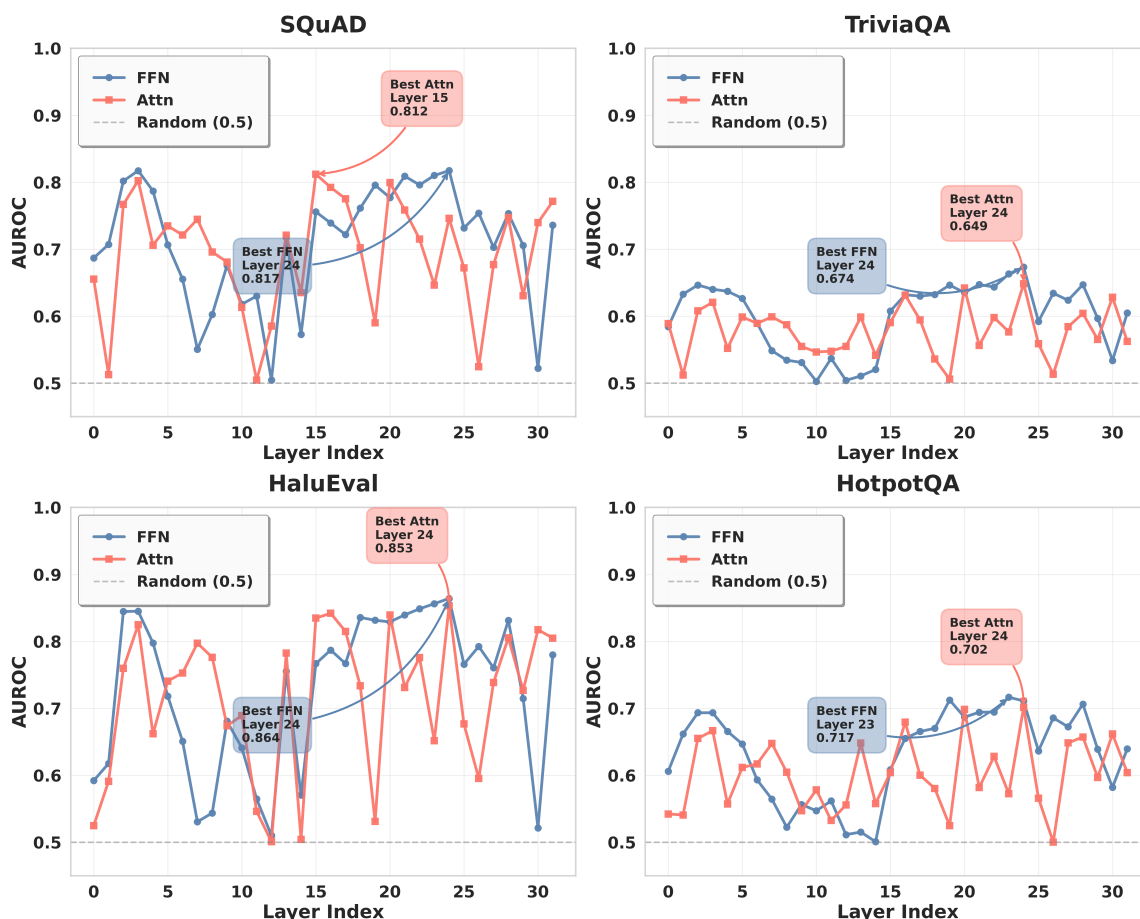 SQuAD
FFN
Attn
Random (0.5)
Best Attn
Layer 15
0.812
Best FFN
Layer 24
0.817
AUROC
1.0
0.9
0.8
0.7
0.6
0.5
0
5
10
15
20
25
30
Layer Index
TriviaQA
FFN
Attn
Random (0.5)
Best Attn
Layer 24
0.649
Best FFN
Layer 24
0.674
AUROC
1.0
0.9
0.8
0.7
0.6
0.5
0
5
10
15
20
25
30
Layer Index
HaluEval
FFN
Attn
Random (0.5)
Best Attn
Layer 24
0.853
Best FFN
Layer 24
0.864
AUROC
1.0
0.9
0.8
0.7
0.6
0.5
0
5
10
15
20
25
30
Layer Index
HotpotQA
FFN
Attn
Random (0.5)
Best Attn
Layer 24
0.702
Best FFN
Layer 23
0.717
AUROC
1.0
0.9
0.8
0.7
0.6
0.5
0
5
10
15
20
25
30
Layer Index